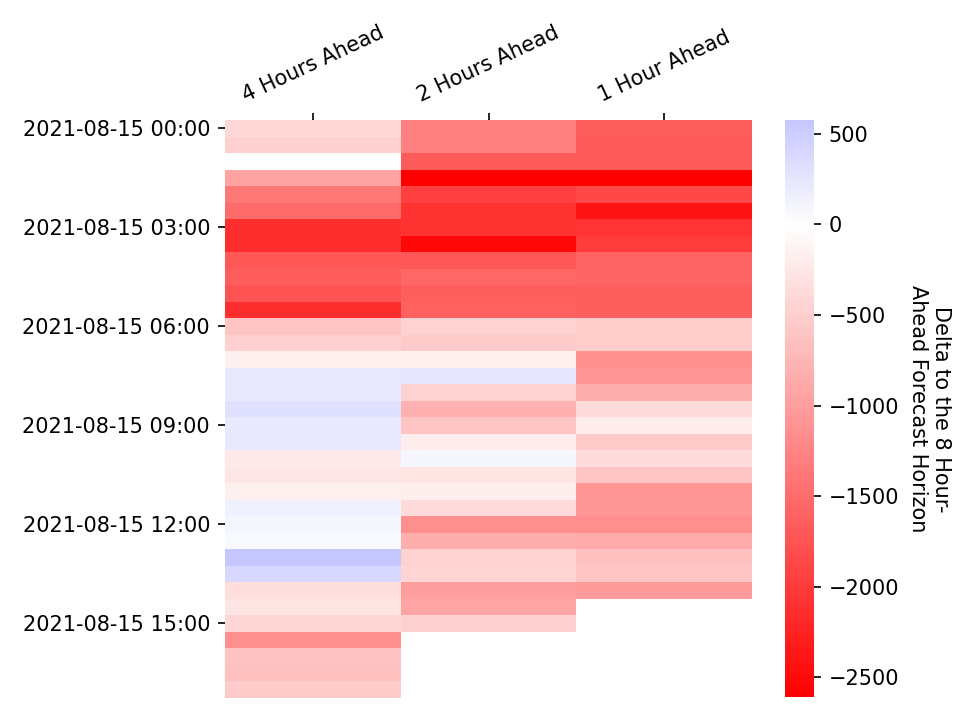 4 Hours Ahead
2 Hours Ahead
1 Hour Ahead
2021-08-15 00:00
2021-08-15 03:00
2021-08-15 06:00
2021-08-15 09:00
2021-08-15 12:00
2021-08-15 15:00
500
0
−500
−1000
−1500
−2000
−2500
Delta to the 8 Hour-
Ahead Forecast Horizon